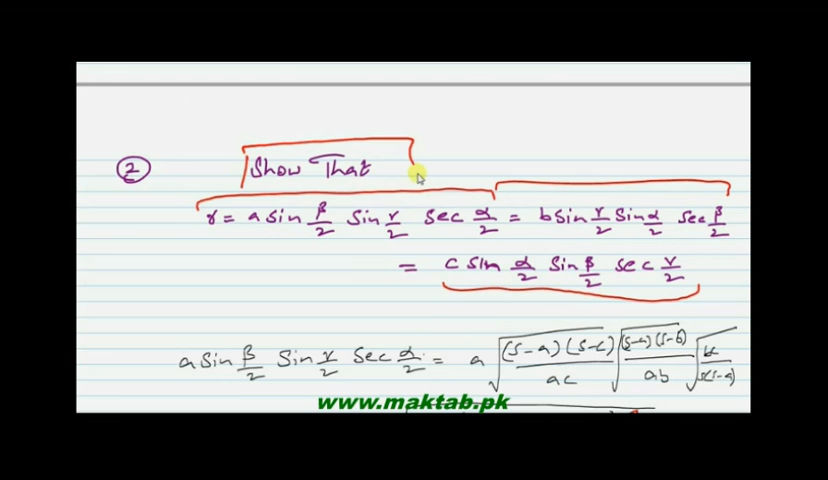 ② Show That
r = a sin β/2 sin γ/2 sec α/2 = b sin γ/2 sin α/2 sec β/2
= c sin α/2 sin β/2 sec γ/2
a sin β/2 sin γ/2 sec α/2 = a √((s-a)(s-c)/ac) √((s-a)(s-b)/ab) √(bc/s(s-a))
www.maktab.pk